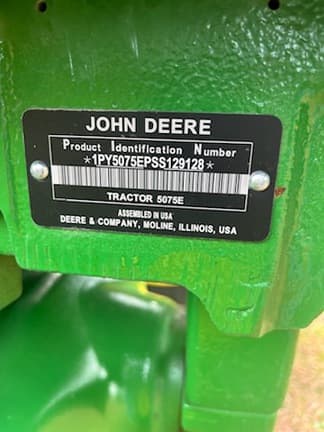 JOHN DEERE
Product Identification Number
*1PY5075EPSS129128*
TRACTOR 5075E
ASSEMBLED IN USA
DEERE & COMPANY, MOLINE, ILLINOIS, USA